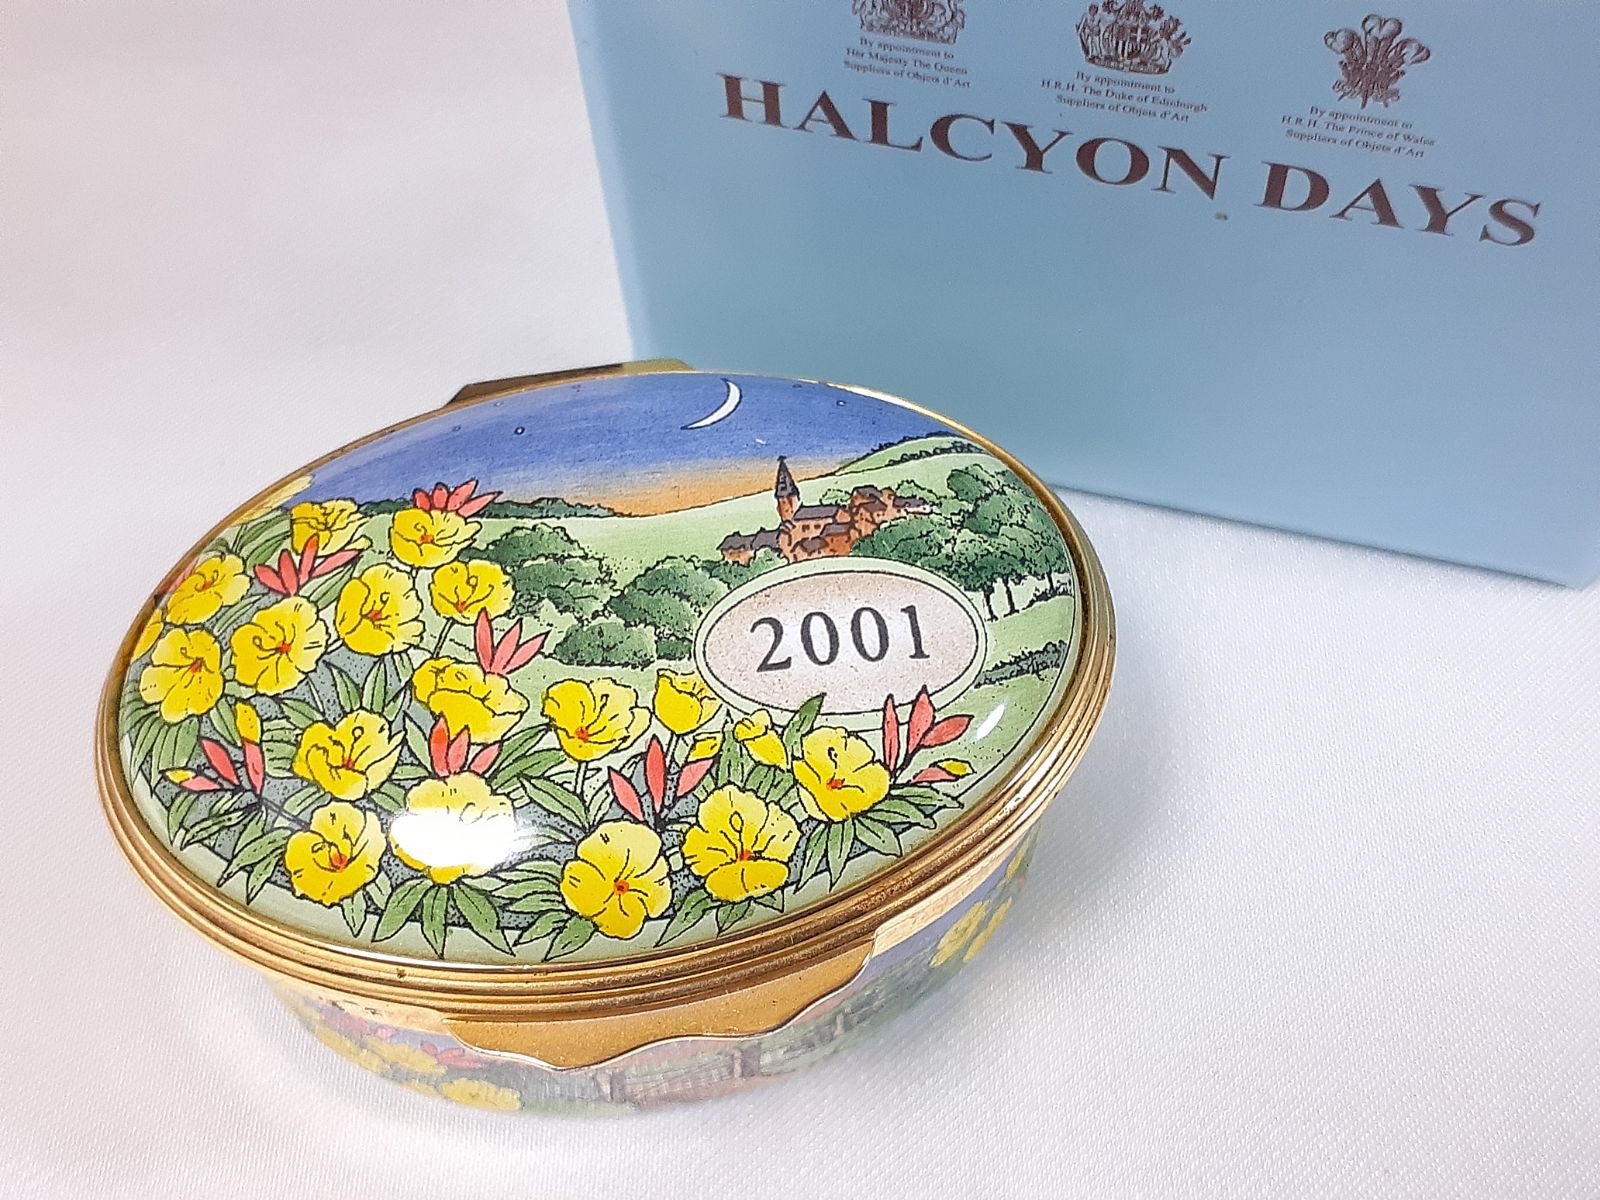 By appointment to
Her Majesty The Queen
Suppliers of Objets d'Art
By appointment to
H.R.H. The Duke of Edinburgh
Suppliers of Objets d'Art
By appointment to
H.R.H. The Prince of Wales
Suppliers of Objets d'Art
HALCYON DAYS
2001